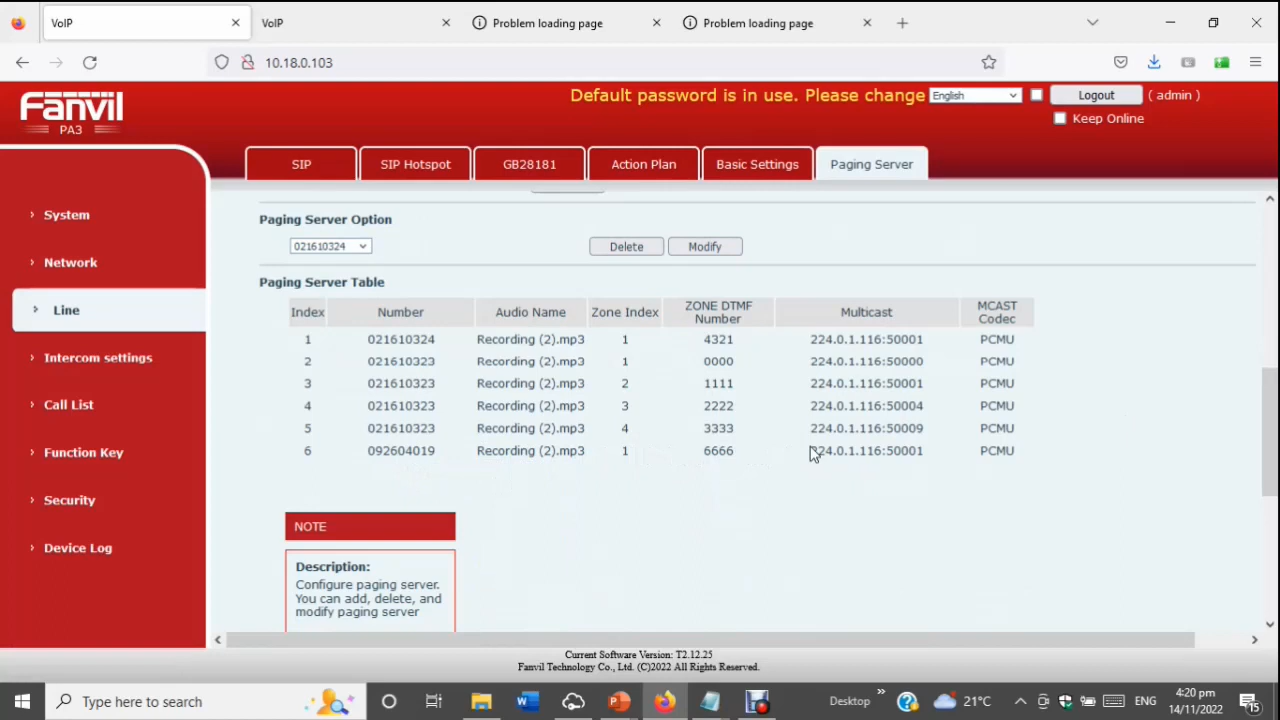 VoIP
VoIP
Problem loading page
Problem loading page
10.18.0.103
Fanvil
PA3
Default password is in use. Please change
English
Logout
( admin )
Keep Online
SIP
SIP Hotspot
GB28181
Action Plan
Basic Settings
Paging Server
System
Network
Line
Intercom settings
Call List
Function Key
Security
Device Log
Paging Server Option
021610324
Delete
Modify
Paging Server Table
Index Number Audio Name Zone Index ZONE DTMF Number Multicast MCAST Codec
1 021610324 Recording (2).mp3 1 4321 224.0.1.116:50001 PCMU
2 021610323 Recording (2).mp3 1 0000 224.0.1.116:50000 PCMU
3 021610323 Recording (2).mp3 2 1111 224.0.1.116:50001 PCMU
4 021610323 Recording (2).mp3 3 2222 224.0.1.116:50004 PCMU
5 021610323 Recording (2).mp3 4 3333 224.0.1.116:50009 PCMU
6 092604019 Recording (2).mp3 1 6666 224.0.1.116:50001 PCMU
NOTE
Description:
Configure paging server.
You can add, delete, and
modify paging server
Current Software Version: T2.12.25
Fanvil Technology Co., Ltd. (C)2022 All Rights Reserved.
Type here to search
Desktop
21°C
ENG
4:20 pm
14/11/2022
15